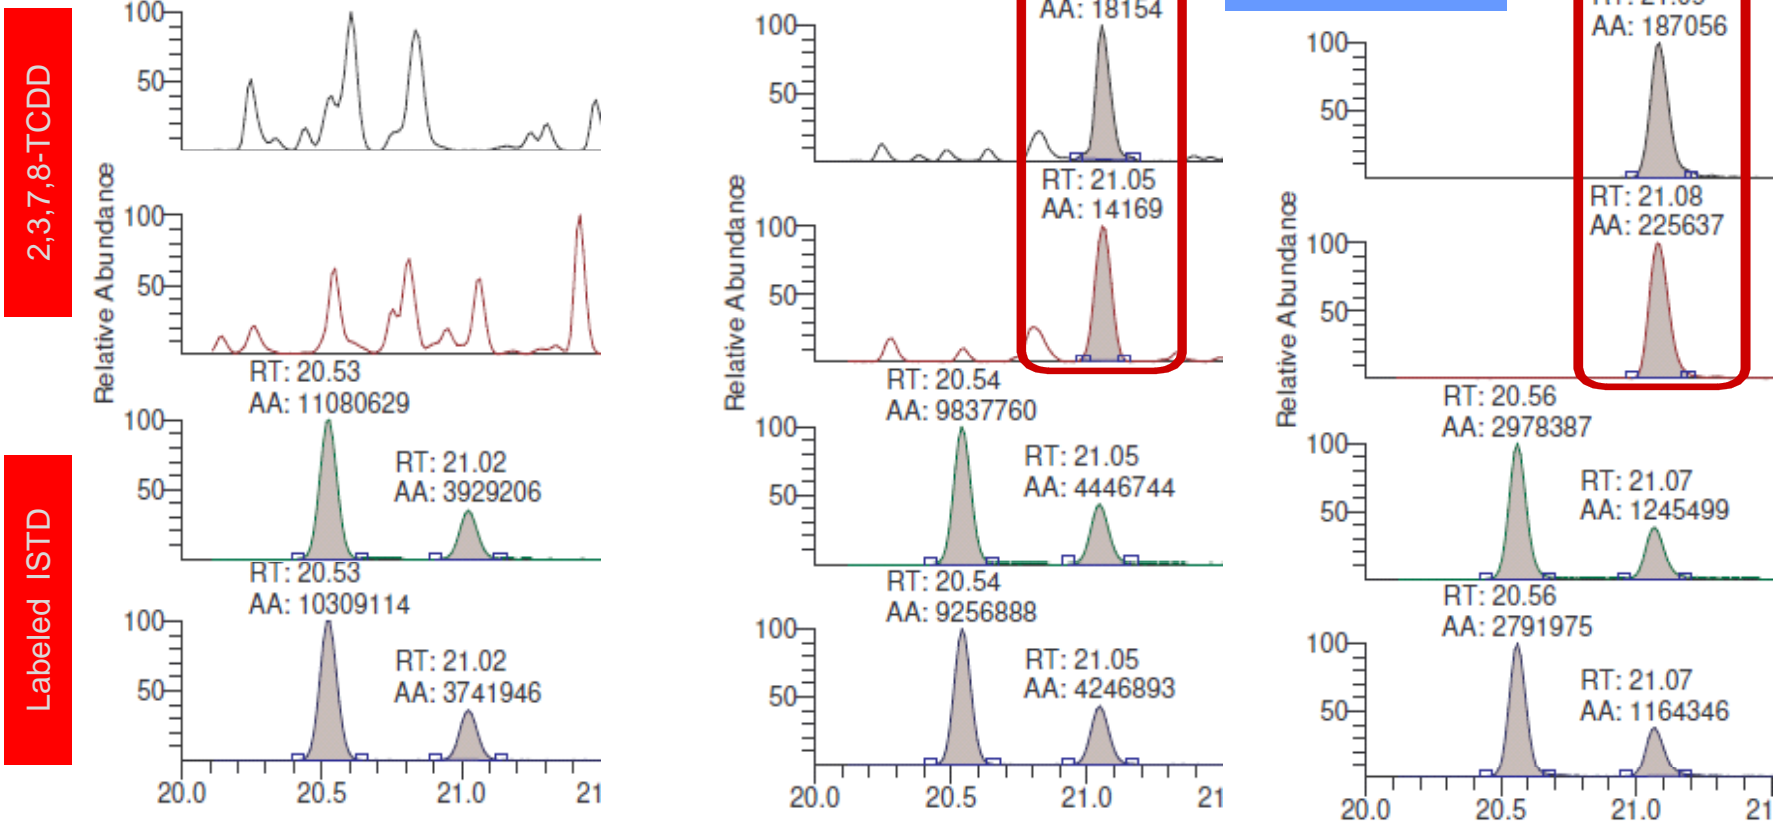 2,3,7,8-TCDD
Labeled ISTD
Relative Abundance
100
50
100
50
RT: 20.53
AA: 11080629
100
50
RT: 21.02
AA: 3929206
RT: 20.53
AA: 10309114
100
50
RT: 21.02
AA: 3741946
20.0
20.5
21.0
21
Relative Abundance
AA: 18154
100
50
RT: 21.05
AA: 14169
100
50
RT: 20.54
AA: 9837760
100
50
RT: 21.05
AA: 4446744
RT: 20.54
AA: 9256888
100
50
RT: 21.05
AA: 4246893
20.0
20.5
21.0
21
Relative Abundance
AA: 187056
100
50
RT: 21.08
AA: 225637
100
50
RT: 20.56
AA: 2978387
100
50
RT: 21.07
AA: 1245499
RT: 20.56
AA: 2791975
100
50
RT: 21.07
AA: 1164346
20.0
20.5
21.0
21